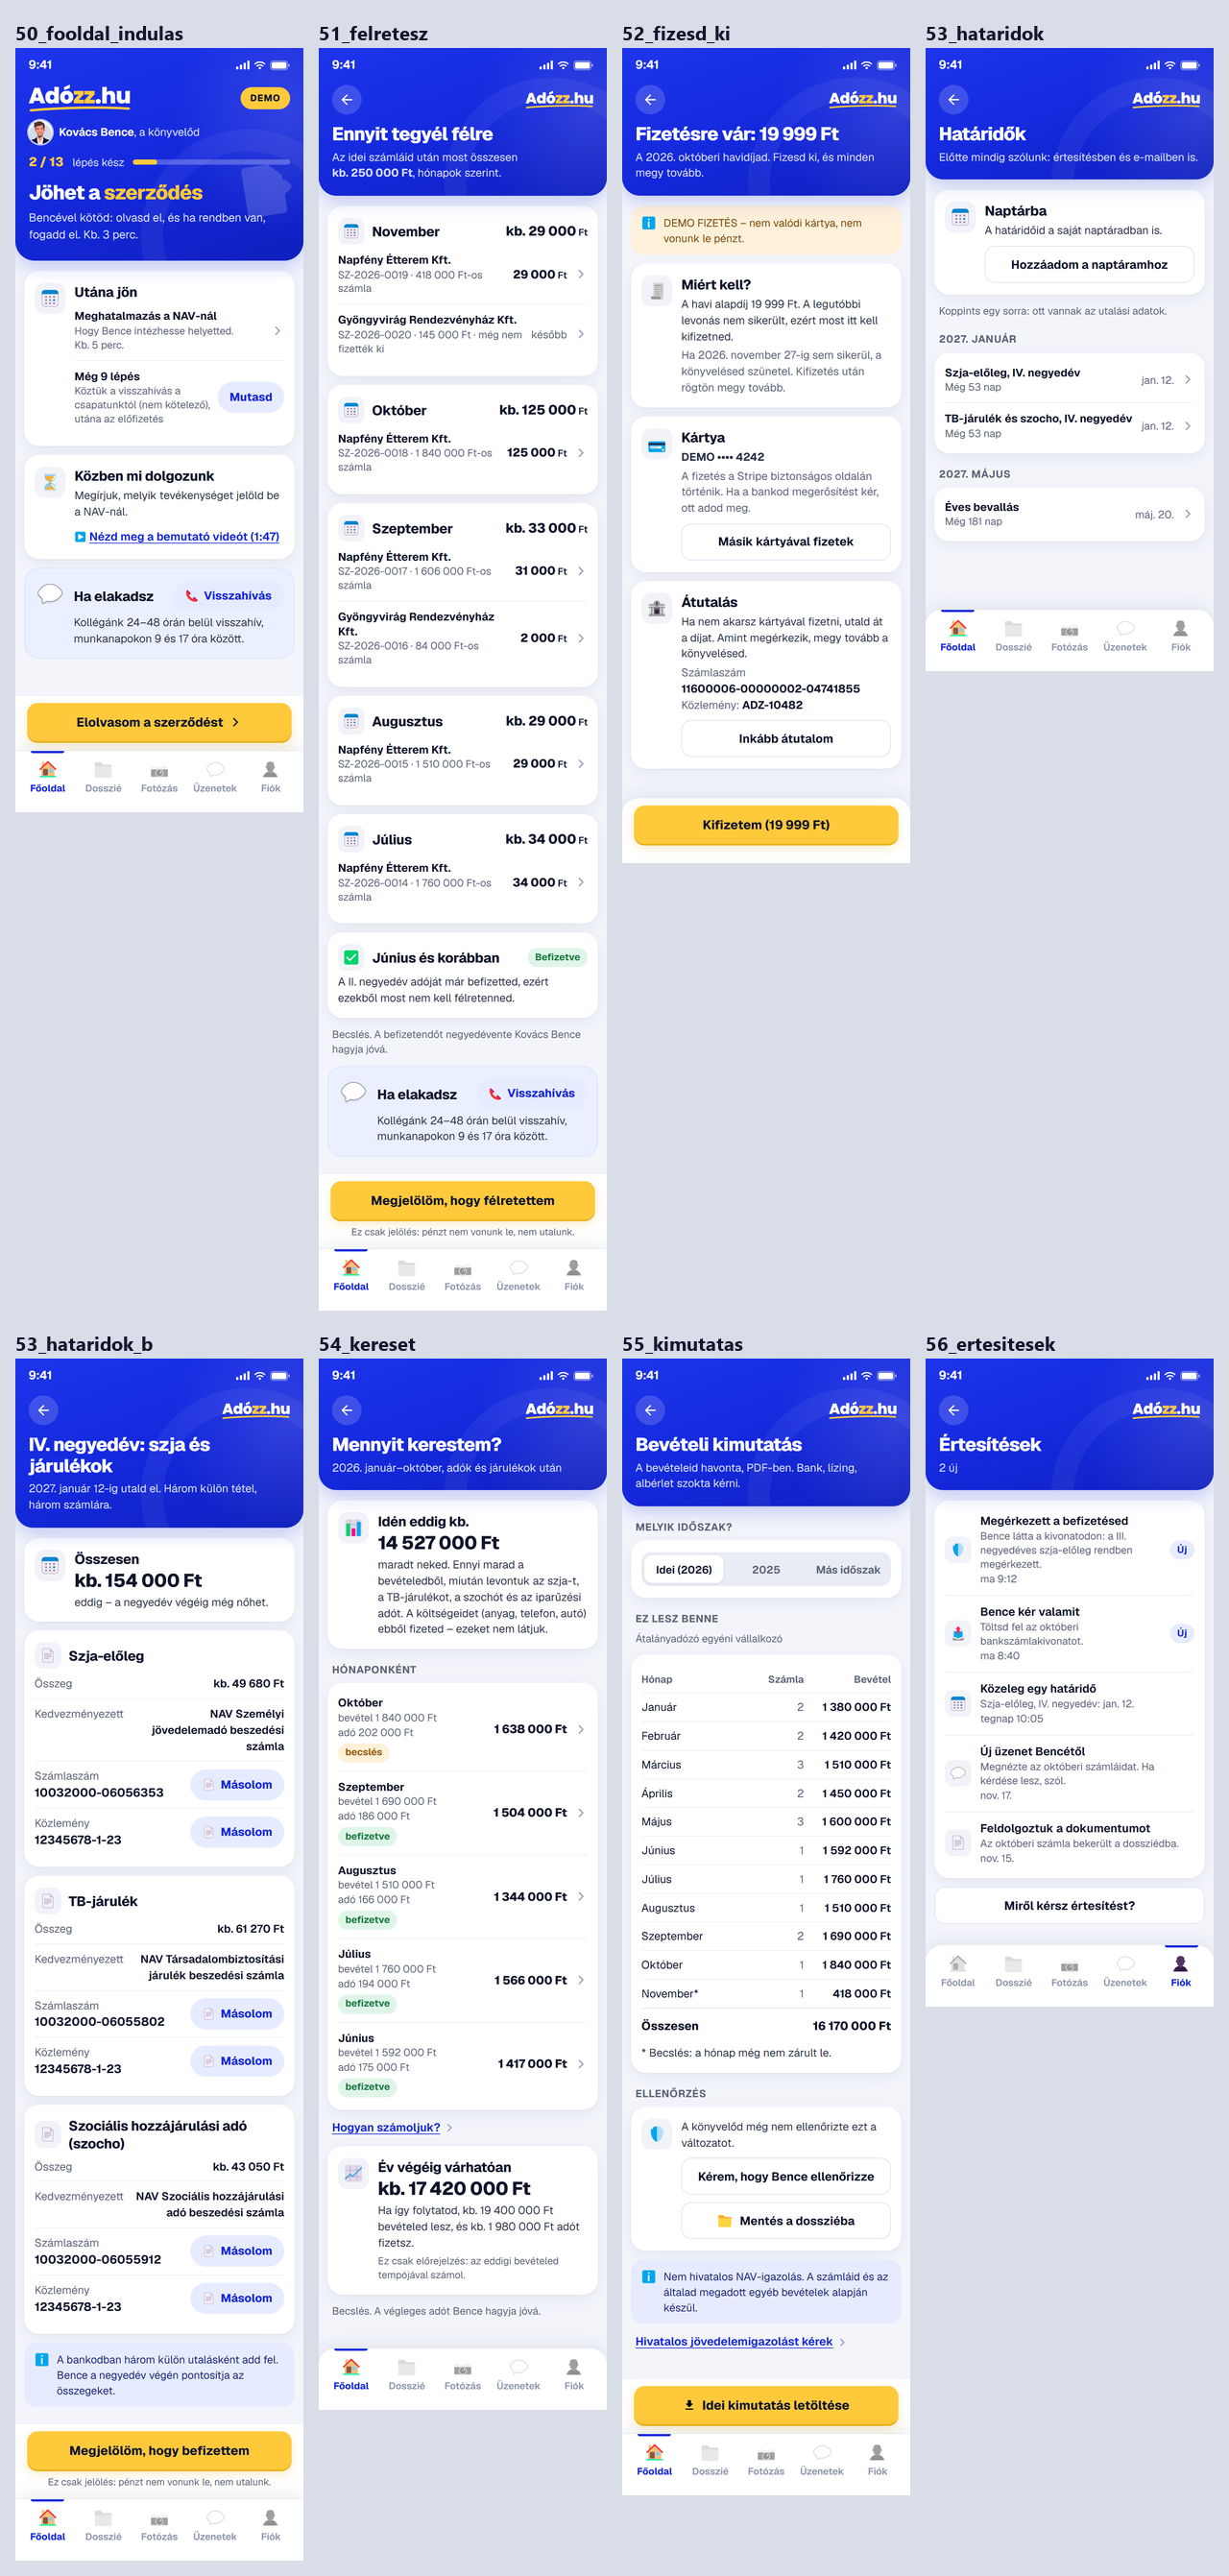 50_fooldal_indulas
9:41
Adózz.hu
DEMO
Kovács Bence, a könyvelőd
2 / 13 lépés kész
Jöhet a szerződés
Bencével kötöd: olvasd el, és ha rendben van,
fogadd el. Kb. 3 perc.
Utána jön
Meghatalmazás a NAV-nál
Hogy Bence intézhesse helyetted.
Kb. 5 perc.
Még 9 lépés
Köztük a visszahívás a
csapatunktól (nem kötelező),
utána az előfizetés
Mutasd
Közben mi dolgozunk
Megírjuk, melyik tevékenységet jelöld be
a NAV-nál.
Nézd meg a bemutató videót (1:47)
Ha elakadsz
Visszahívás
Kollégánk 24–48 órán belül visszahív,
munkanapokon 9 és 17 óra között.
Elolvasom a szerződést
Főoldal
Dosszié
Fotózás
Üzenetek
Fiók
51_felretesz
9:41
Adózz.hu
Ennyit tegyél félre
Az idei számláid után most összesen
kb. 250 000 Ft, hónapok szerint.
November
kb. 29 000 Ft
Napfény Étterem Kft.
SZ-2026-0019 · 418 000 Ft-os
számla
29 000 Ft
Gyöngyvirág Rendezvényház Kft.
SZ-2026-0020 · 145 000 Ft · még nem
fizették ki
később
Október
kb. 125 000 Ft
Napfény Étterem Kft.
SZ-2026-0018 · 1 840 000 Ft-os
számla
125 000 Ft
Szeptember
kb. 33 000 Ft
Napfény Étterem Kft.
SZ-2026-0017 · 1 606 000 Ft-os
számla
31 000 Ft
Gyöngyvirág Rendezvényház
Kft.
SZ-2026-0016 · 84 000 Ft-os
számla
2 000 Ft
Augusztus
kb. 29 000 Ft
Napfény Étterem Kft.
SZ-2026-0015 · 1 510 000 Ft-os
számla
29 000 Ft
Július
kb. 34 000 Ft
Napfény Étterem Kft.
SZ-2026-0014 · 1 760 000 Ft-os
számla
34 000 Ft
Június és korábban
Befizetve
A II. negyedév adóját már befizetted, ezért
ezekből most nem kell félretenned.
Becslés. A befizetendőt negyedévente Kovács Bence
hagyja jóvá.
Ha elakadsz
Visszahívás
Kollégánk 24–48 órán belül visszahív,
munkanapokon 9 és 17 óra között.
Megjelölöm, hogy félretettem
Ez csak jelölés: pénzt nem vonunk le, nem utalunk.
Főoldal
Dosszié
Fotózás
Üzenetek
Fiók
52_fizesd_ki
9:41
Adózz.hu
Fizetésre vár: 19 999 Ft
A 2026. októberi havidíjad. Fizesd ki, és minden
megy tovább.
DEMO FIZETÉS – nem valódi kártya, nem
vonunk le pénzt.
Miért kell?
A havi alapdíj 19 999 Ft. A legutóbbi
levonás nem sikerült, ezért most itt kell
kifizetned.
Ha 2026. november 27-ig sem sikerül, a
könyvelésed szünetel. Kifizetés után
rögtön megy tovább.
Kártya
DEMO •••• 4242
A fizetés a Stripe biztonságos oldalán
történik. Ha a bankod megerősítést kér,
ott adod meg.
Másik kártyával fizetek
Átutalás
Ha nem akarsz kártyával fizetni, utald át
a díjat. Amint megérkezik, megy tovább a
könyvelésed.
Számlaszám
11600006-00000002-04741855
Közlemény: ADZ-10482
Inkább átutalom
Kifizetem (19 999 Ft)
53_hataridok
9:41
Adózz.hu
Határidők
Előtte mindig szólunk: értesítésben és e-mailben is.
Naptárba
A határidőid a saját naptáradban is.
Hozzáadom a naptáramhoz
Koppints egy sorra: ott vannak az utalási adatok.
2027. JANUÁR
Szja-előleg, IV. negyedév
Még 53 nap
jan. 12.
TB-járulék és szocho, IV. negyedév
Még 53 nap
jan. 12.
2027. MÁJUS
Éves bevallás
Még 181 nap
máj. 20.
Főoldal
Dosszié
Fotózás
Üzenetek
Fiók
53_hataridok_b
9:41
Adózz.hu
IV. negyedév: szja és
járulékok
2027. január 12-ig utald el. Három külön tétel,
három számlára.
Összesen
kb. 154 000 Ft
eddig – a negyedév végéig még nőhet.
Szja-előleg
Összeg
kb. 49 680 Ft
Kedvezményezett
NAV Személyi
jövedelemadó beszedési
számla
Számlaszám
10032000-06056353
Másolom
Közlemény
12345678-1-23
Másolom
TB-járulék
Összeg
kb. 61 270 Ft
Kedvezményezett
NAV Társadalombiztosítási
járulék beszedési számla
Számlaszám
10032000-06055802
Másolom
Közlemény
12345678-1-23
Másolom
Szociális hozzájárulási adó
(szocho)
Összeg
kb. 43 050 Ft
Kedvezményezett
NAV Szociális hozzájárulási
adó beszedési számla
Számlaszám
10032000-06055912
Másolom
Közlemény
12345678-1-23
Másolom
A bankodban három külön utalásként add fel.
Bence a negyedév végén pontosítja az
összegeket.
Megjelölöm, hogy befizettem
Ez csak jelölés: pénzt nem vonunk le, nem utalunk.
Főoldal
Dosszié
Fotózás
Üzenetek
Fiók
54_kereset
9:41
Adózz.hu
Mennyit kerestem?
2026. január–október, adók és járulékok után
Idén eddig kb.
14 527 000 Ft
maradt neked. Ennyi marad a
bevételedből, miután levontuk az szja-t,
a TB-járulékot, a szochót és az iparűzési
adót. A költségeidet (anyag, telefon, autó)
ebből fizeted – ezeket nem látjuk.
HÓNAPONKÉNT
Október
bevétel 1 840 000 Ft
adó 202 000 Ft
becslés
1 638 000 Ft
Szeptember
bevétel 1 690 000 Ft
adó 186 000 Ft
befizetve
1 504 000 Ft
Augusztus
bevétel 1 510 000 Ft
adó 166 000 Ft
befizetve
1 344 000 Ft
Július
bevétel 1 760 000 Ft
adó 194 000 Ft
befizetve
1 566 000 Ft
Június
bevétel 1 592 000 Ft
adó 175 000 Ft
befizetve
1 417 000 Ft
Hogyan számoljuk?
Év végéig várhatóan
kb. 17 420 000 Ft
Ha így folytatod, kb. 19 400 000 Ft
bevételed lesz, és kb. 1 980 000 Ft adót
fizetsz.
Ez csak előrejelzés: az eddigi bevételed
tempójával számol.
Becslés. A végleges adót Bence hagyja jóvá.
Főoldal
Dosszié
Fotózás
Üzenetek
Fiók
55_kimutatas
9:41
Adózz.hu
Bevételi kimutatás
A bevételeid havonta, PDF-ben. Bank, lízing,
albérlet szokta kérni.
MELYIK IDŐSZAK?
Idei (2026)
2025
Más időszak
EZ LESZ BENNE
Átalányadózó egyéni vállalkozó
Hónap Számla Bevétel
Január 2 1 380 000 Ft
Február 2 1 420 000 Ft
Március 3 1 510 000 Ft
Április 2 1 450 000 Ft
Május 3 1 600 000 Ft
Június 1 1 592 000 Ft
Július 1 1 760 000 Ft
Augusztus 1 1 510 000 Ft
Szeptember 2 1 690 000 Ft
Október 1 1 840 000 Ft
November* 1 418 000 Ft
Összesen 16 170 000 Ft
* Becslés: a hónap még nem zárult le.
ELLENŐRZÉS
A könyvelőd még nem ellenőrizte ezt a
változatot.
Kérem, hogy Bence ellenőrizze
Mentés a dossziéba
Nem hivatalos NAV-igazolás. A számláid és az
általad megadott egyéb bevételek alapján
készül.
Hivatalos jövedelemigazolást kérek
Idei kimutatás letöltése
Főoldal
Dosszié
Fotózás
Üzenetek
Fiók
56_ertesitesek
9:41
Adózz.hu
Értesítések
2 új
Megérkezett a befizetésed
Bence látta a kivonatodon: a III.
negyedéves szja-előleg rendben
megérkezett.
ma 9:12
Új
Bence kér valamit
Töltsd fel az októberi
bankszámlakivonatot.
ma 8:40
Új
Közeleg egy határidő
Szja-előleg, IV. negyedév: jan. 12.
tegnap 10:05
Új üzenet Bencétől
Megnézte az októberi számláidat. Ha
kérdése lesz, szól.
nov. 17.
Feldolgoztuk a dokumentumot
Az októberi számla bekerült a dossziédba.
nov. 15.
Miről kérsz értesítést?
Főoldal
Dosszié
Fotózás
Üzenetek
Fiók